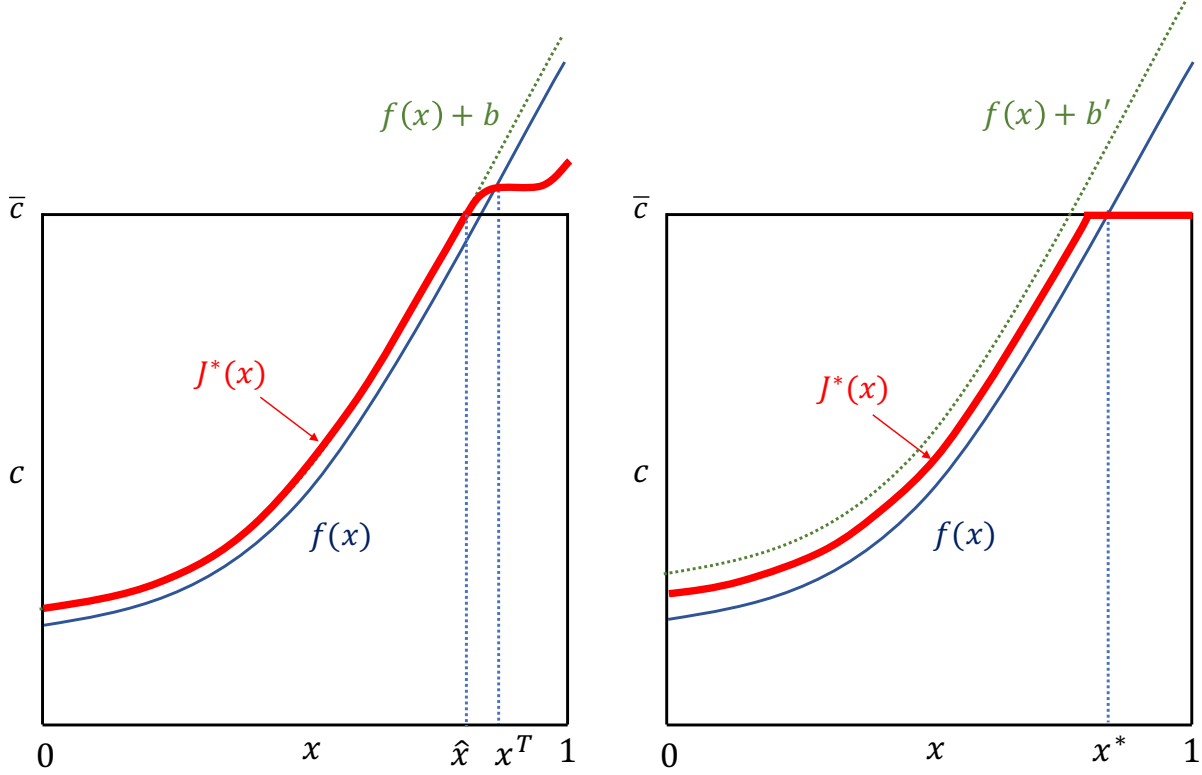 f(x) + b
c̅
J*(x)
c
f(x)
0
x
x̂
x^T
1
f(x) + b′
c̅
J*(x)
c
f(x)
0
x
x*
1